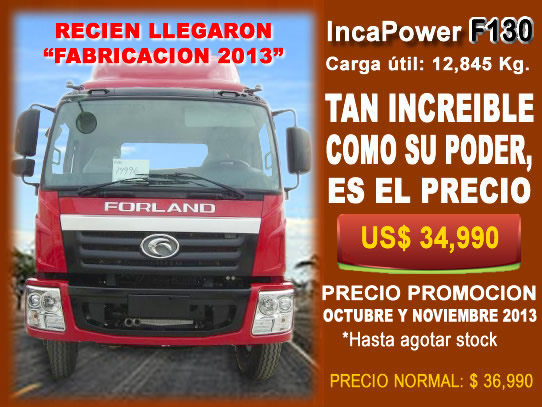 RECIEN LLEGARON
“FABRICACION 2013”
FORLAND
IncaPower F130
Carga útil: 12,845 Kg.
TAN INCREIBLE
COMO SU PODER,
ES EL PRECIO
US$ 34,990
PRECIO PROMOCION
OCTUBRE Y NOVIEMBRE 2013
*Hasta agotar stock
PRECIO NORMAL: $ 36,990